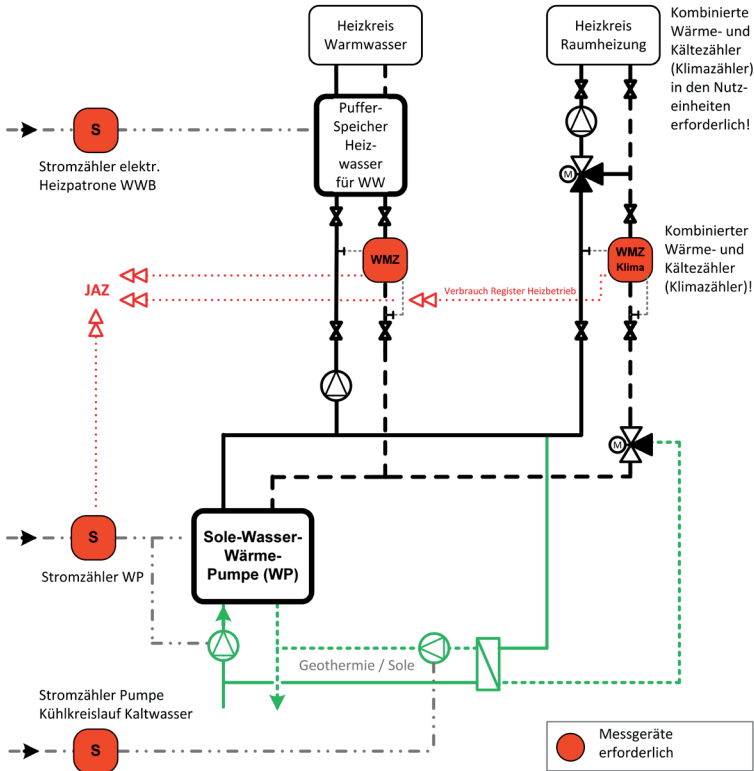 Heizkreis
Warmwasser
Heizkreis
Raumheizung
Kombinierte
Wärme- und
Kältezähler
(Klimazähler)
in den Nutz-
einheiten
erforderlich!
Puffer-
Speicher
Heiz-
wasser
für WW
S
Stromzähler elektr.
Heizpatrone WWB
M
WMZ
WMZ
Klima
Kombinierter
Wärme- und
Kältezähler
(Klimazähler)!
JAZ
Verbrauch Register Heizbetrieb
M
S
Stromzähler WP
Sole-Wasser-
Wärme-
Pumpe (WP)
Geothermie / Sole
Stromzähler Pumpe
Kühlkreislauf Kaltwasser
S
Messgeräte
erforderlich